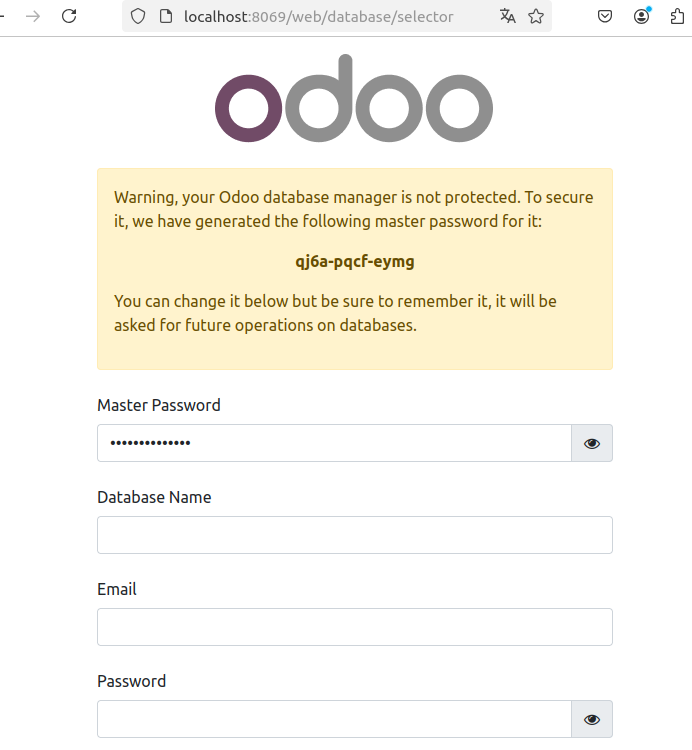 localhost:8069/web/database/selector
odoo
Warning, your Odoo database manager is not protected. To secure
it, we have generated the following master password for it:
qj6a-pqcf-eymg
You can change it below but be sure to remember it, it will be
asked for future operations on databases.
Master Password
••••••••••••••
Database Name
Email
Password